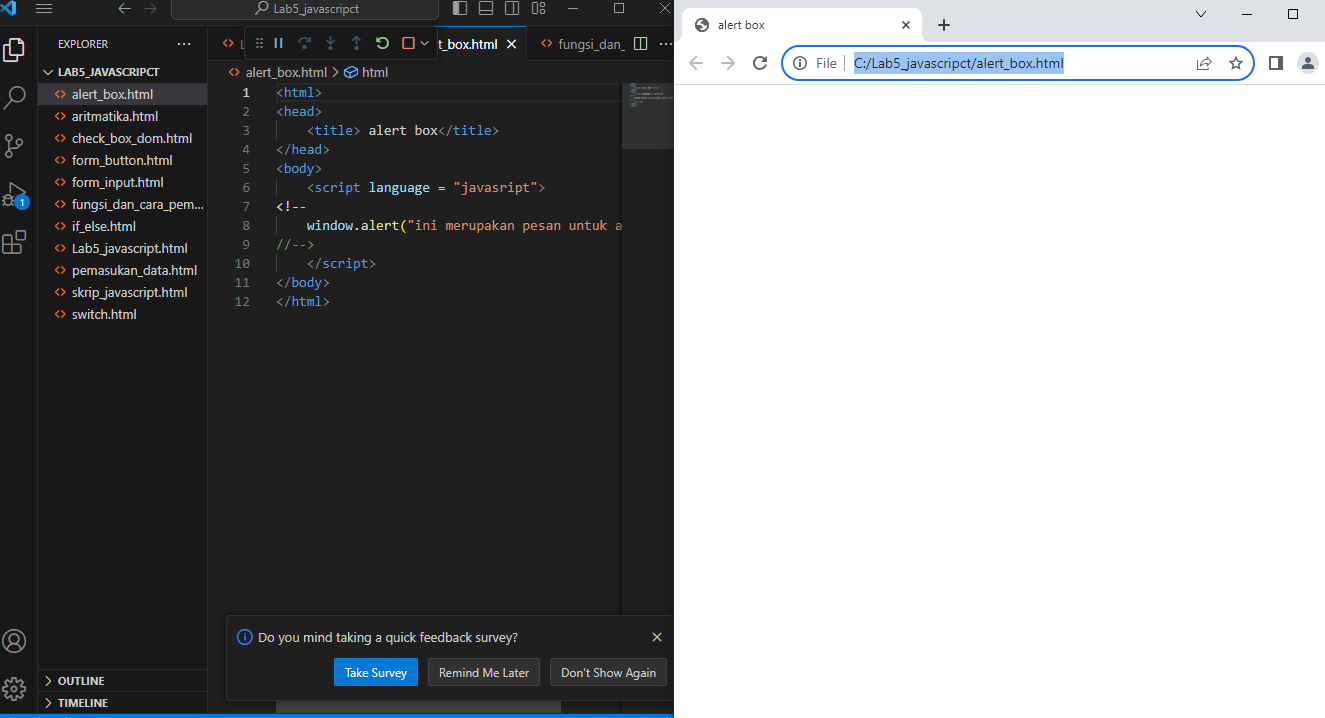 Lab5_javascripct
EXPLORER
LAB5_JAVASCRIPCT
alert_box.html
aritmatika.html
check_box_dom.html
form_button.html
form_input.html
fungsi_dan_cara_pem...
if_else.html
Lab5_javascript.html
pemasukan_data.html
skrip_javascript.html
switch.html
OUTLINE
TIMELINE
1
L
t_box.html
fungsi_dan_
alert_box.html > html
1 <html>
2 <head>
3 <title> alert box</title>
4 </head>
5 <body>
6 <script language = "javasript">
7 <!--
8 window.alert("ini merupakan pesan untuk a
9 //-->
10 </script>
11 </body>
12 </html>
Do you mind taking a quick feedback survey?
Take Survey
Remind Me Later
Don't Show Again
alert box
File
C:/Lab5_javascripct/alert_box.html